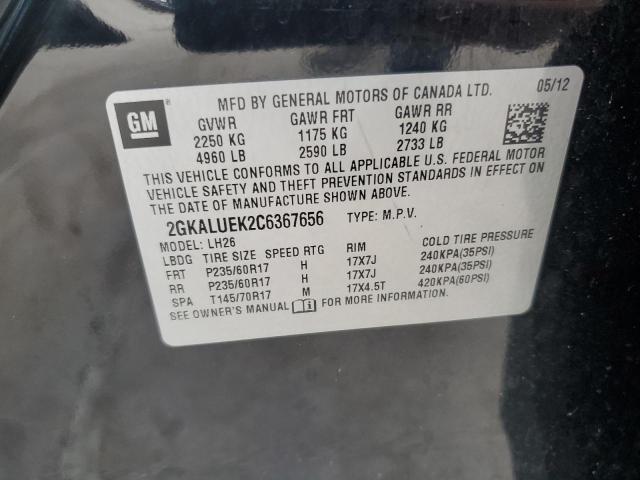 GM
®
MFD BY GENERAL MOTORS OF CANADA LTD. 05/12
GVWR GAWR FRT GAWR RR
2250 KG 1175 KG 1240 KG
4960 LB 2590 LB 2733 LB
THIS VEHICLE CONFORMS TO ALL APPLICABLE U.S. FEDERAL MOTOR
VEHICLE SAFETY AND THEFT PREVENTION STANDARDS IN EFFECT ON
THE DATE OF MANUFACTURE SHOWN ABOVE.
2GKALUEK2C6367656 TYPE: M.P.V.
MODEL: LH26
LBDG TIRE SIZE SPEED RTG RIM COLD TIRE PRESSURE
FRT P235/60R17 H 17X7J 240KPA(35PSI)
RR P235/60R17 H 17X7J 240KPA(35PSI)
SPA T145/70R17 M 17X4.5T 420KPA(60PSI)
SEE OWNER'S MANUAL FOR MORE INFORMATION.